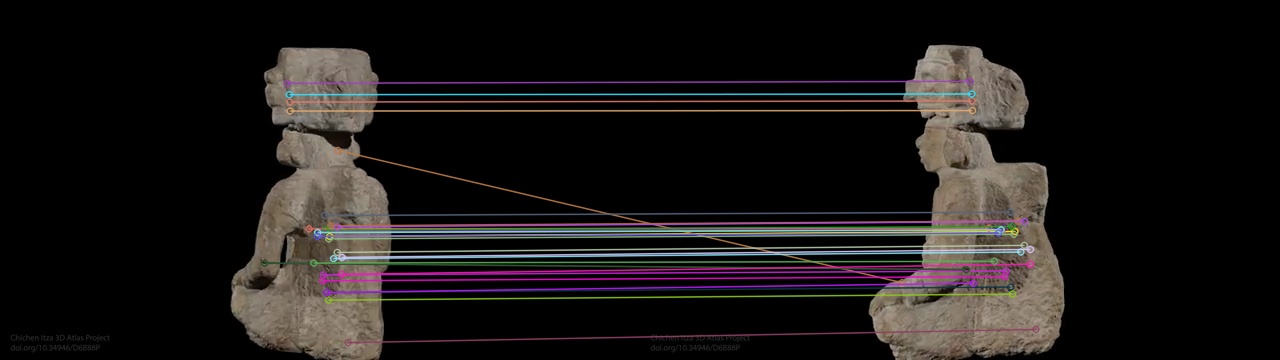 Chichen Itza 3D Atlas Project
doi.org/10.34946/D6B88P
Chichen Itza 3D Atlas Project
doi.org/10.34946/D6B88P